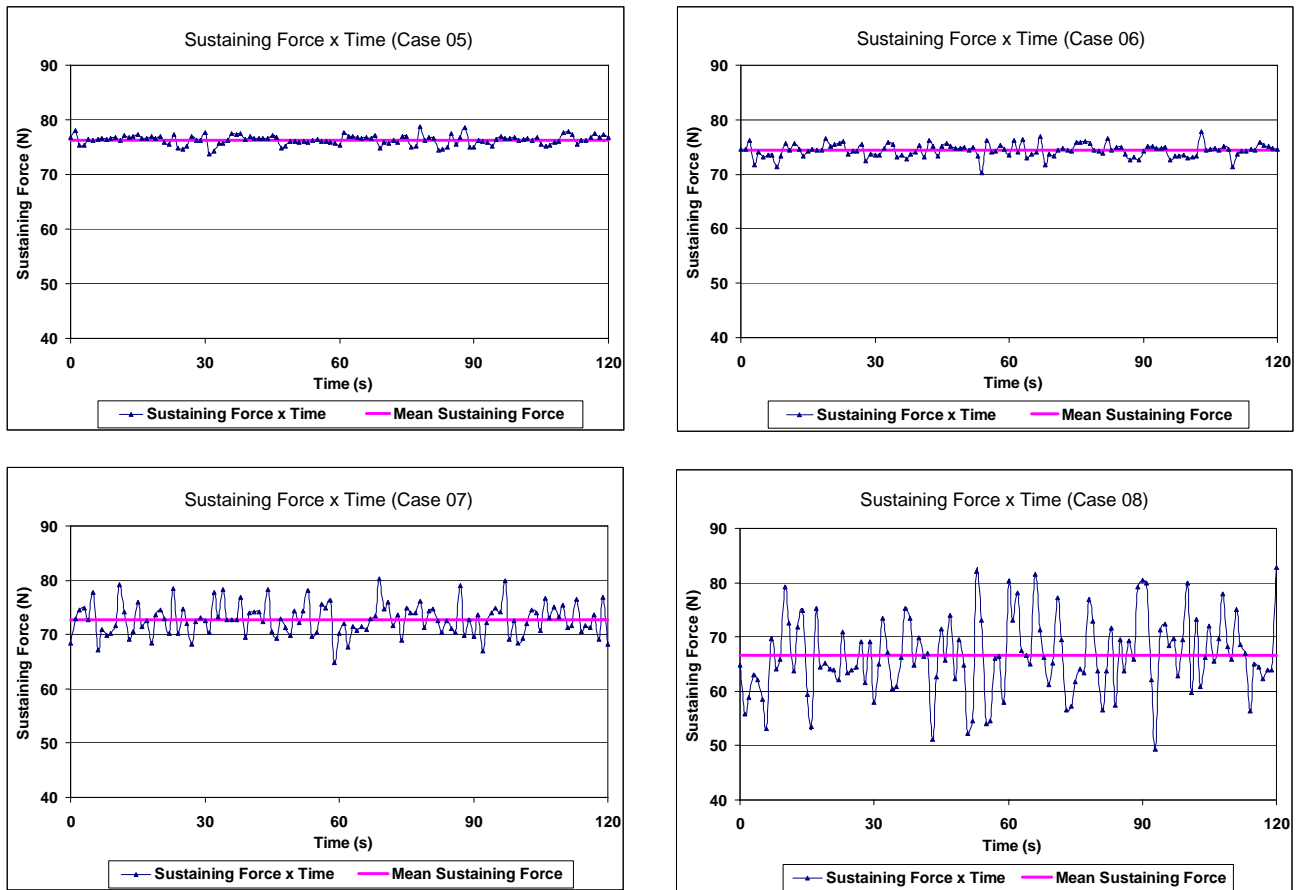 Sustaining Force x Time (Case 05)
90
80
70
60
50
40
Sustaining Force (N)
0 30 60 90 120
Time (s)
Sustaining Force x Time Mean Sustaining Force
Sustaining Force x Time (Case 06)
90
80
70
60
50
40
Sustaining Force (N)
0 30 60 90 120
Time (s)
Sustaining Force x Time Mean Sustaining Force
Sustaining Force x Time (Case 07)
90
80
70
60
50
40
Sustaining Force (N)
0 30 60 90 120
Time (s)
Sustaining Force x Time Mean Sustaining Force
Sustaining Force x Time (Case 08)
90
80
70
60
50
40
Sustaining Force (N)
0 30 60 90 120
Time (s)
Sustaining Force x Time Mean Sustaining Force